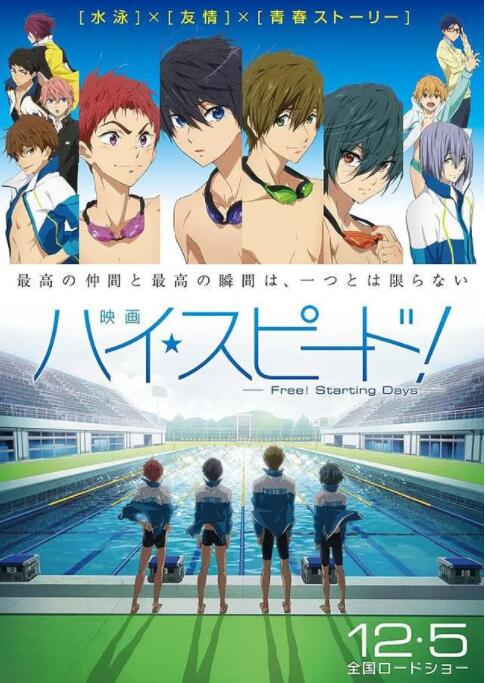 [水泳]×[友情]×[青春ストーリー]
最高の仲間と最高の瞬間は、一つとは限らない
映画
ハイ☆スピード!
— Free! Starting Days —
12・5
全国ロードショー